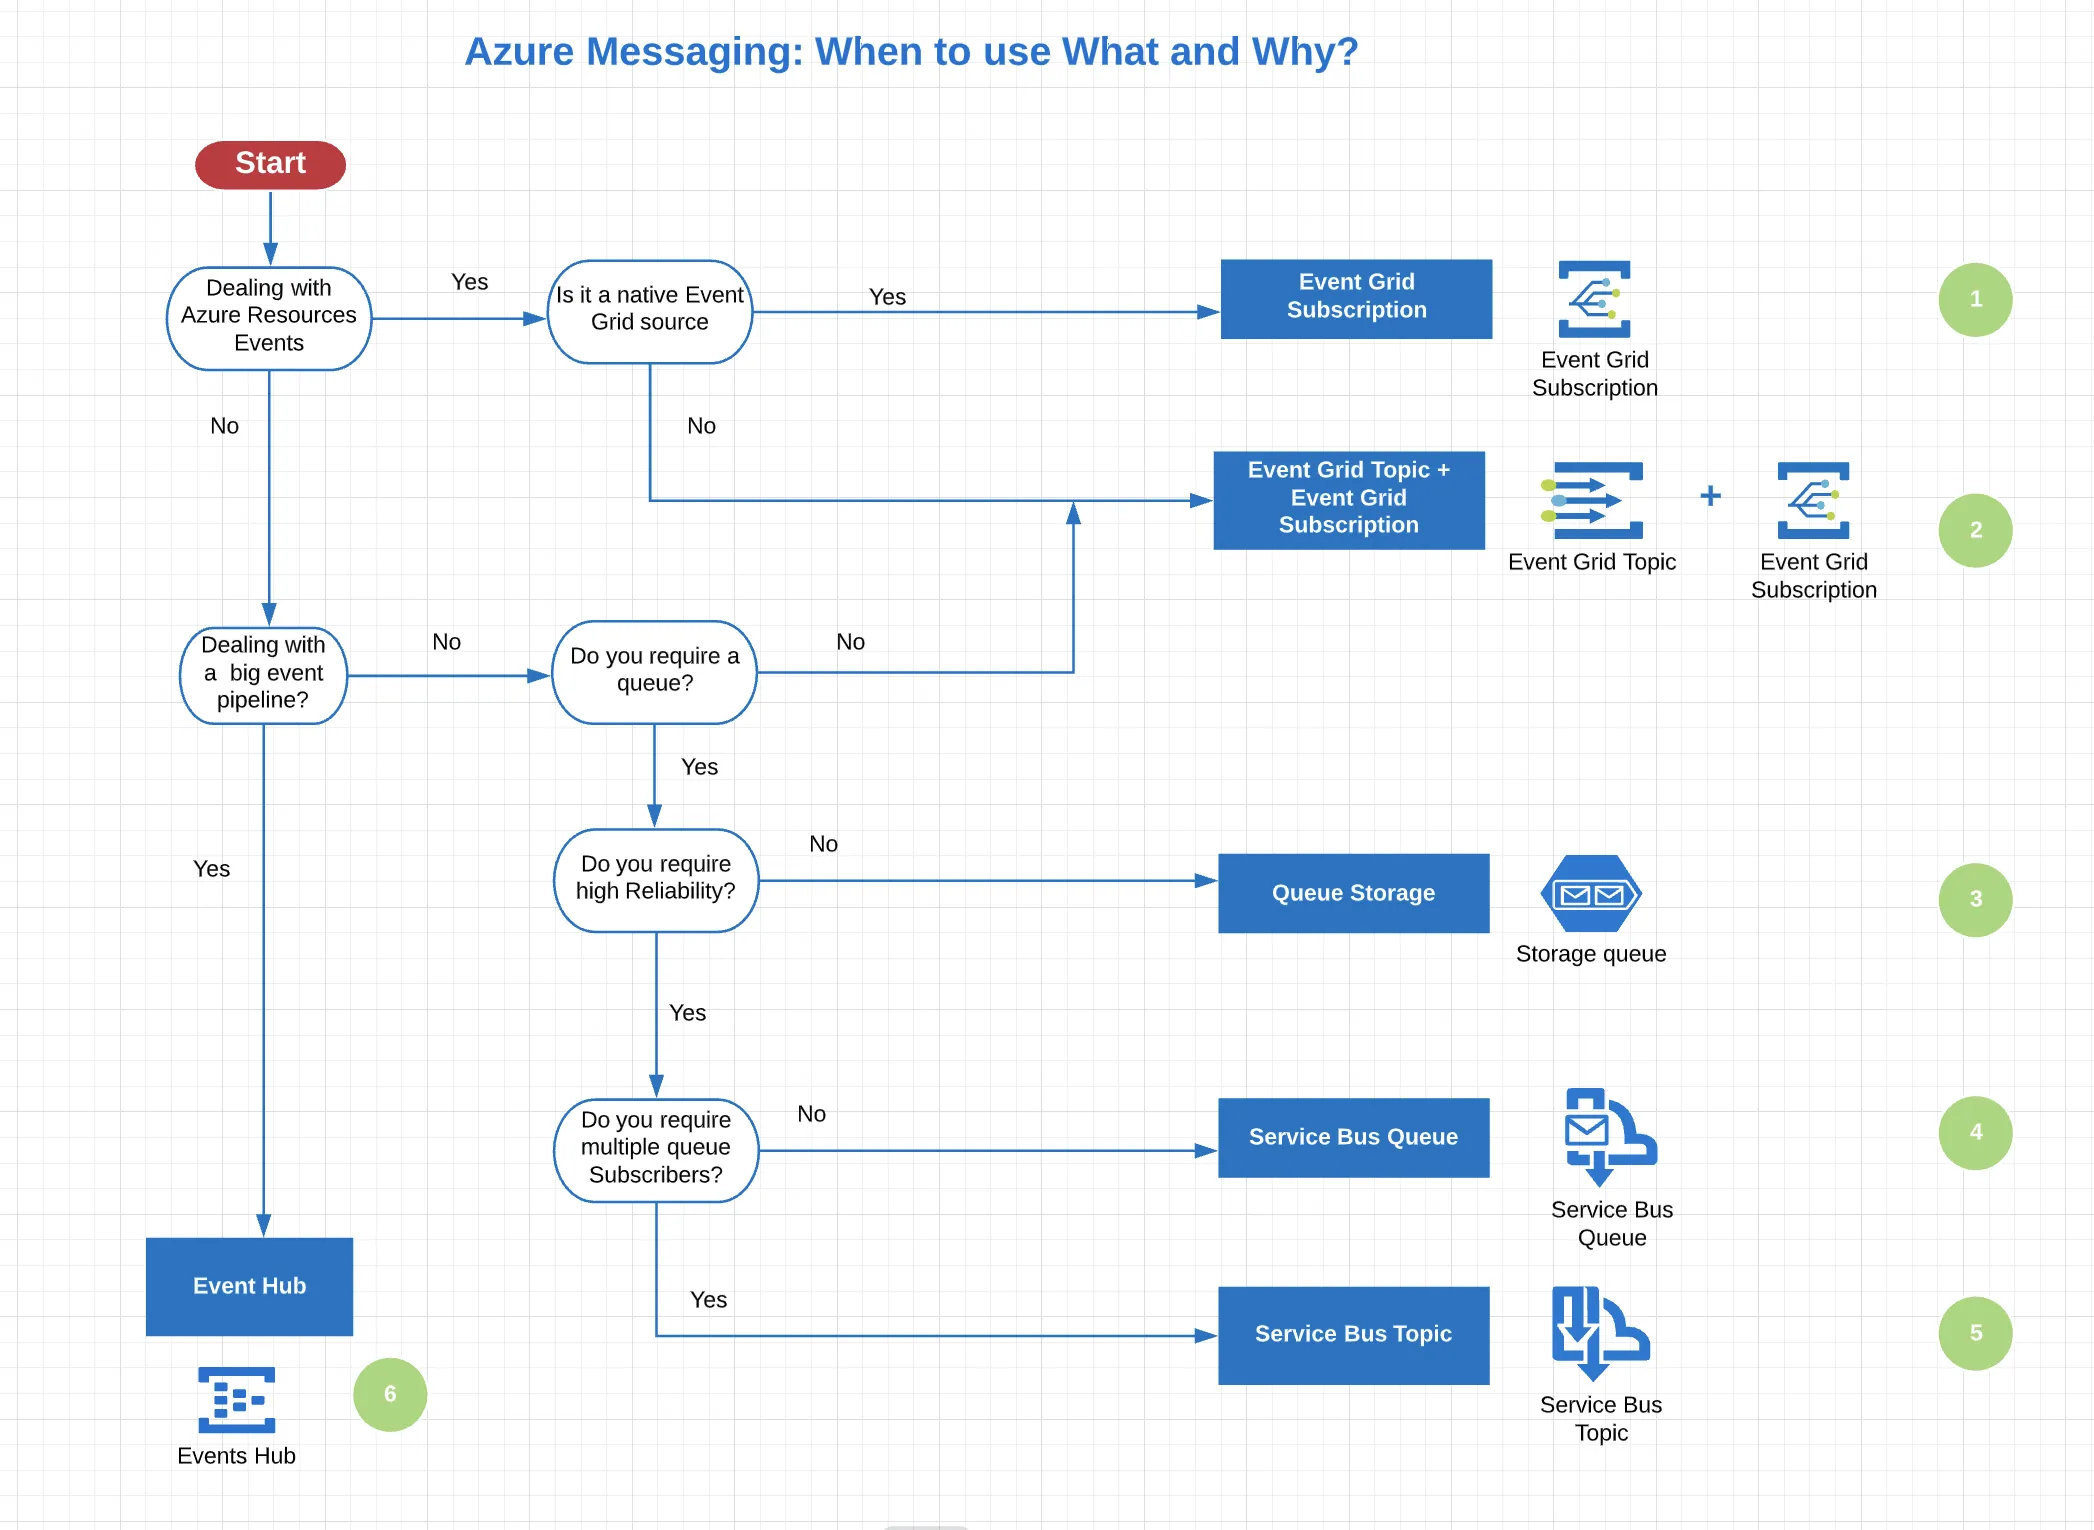 Azure Messaging: When to use What and Why?
Start
Dealing with
Azure Resources
Events
Yes
Is it a native Event
Grid source
Yes
Event Grid
Subscription
Event Grid
Subscription
1
No
No
Event Grid Topic +
Event Grid
Subscription
Event Grid Topic
+
Event Grid
Subscription
2
Dealing with
a  big event
pipeline?
No
Do you require a
queue?
No
Yes
Yes
Do you require
high Reliability?
No
Queue Storage
Storage queue
3
Yes
Do you require
multiple queue
Subscribers?
No
Service Bus Queue
Service Bus
Queue
4
Yes
Service Bus Topic
Service Bus
Topic
5
Event Hub
Events Hub
6